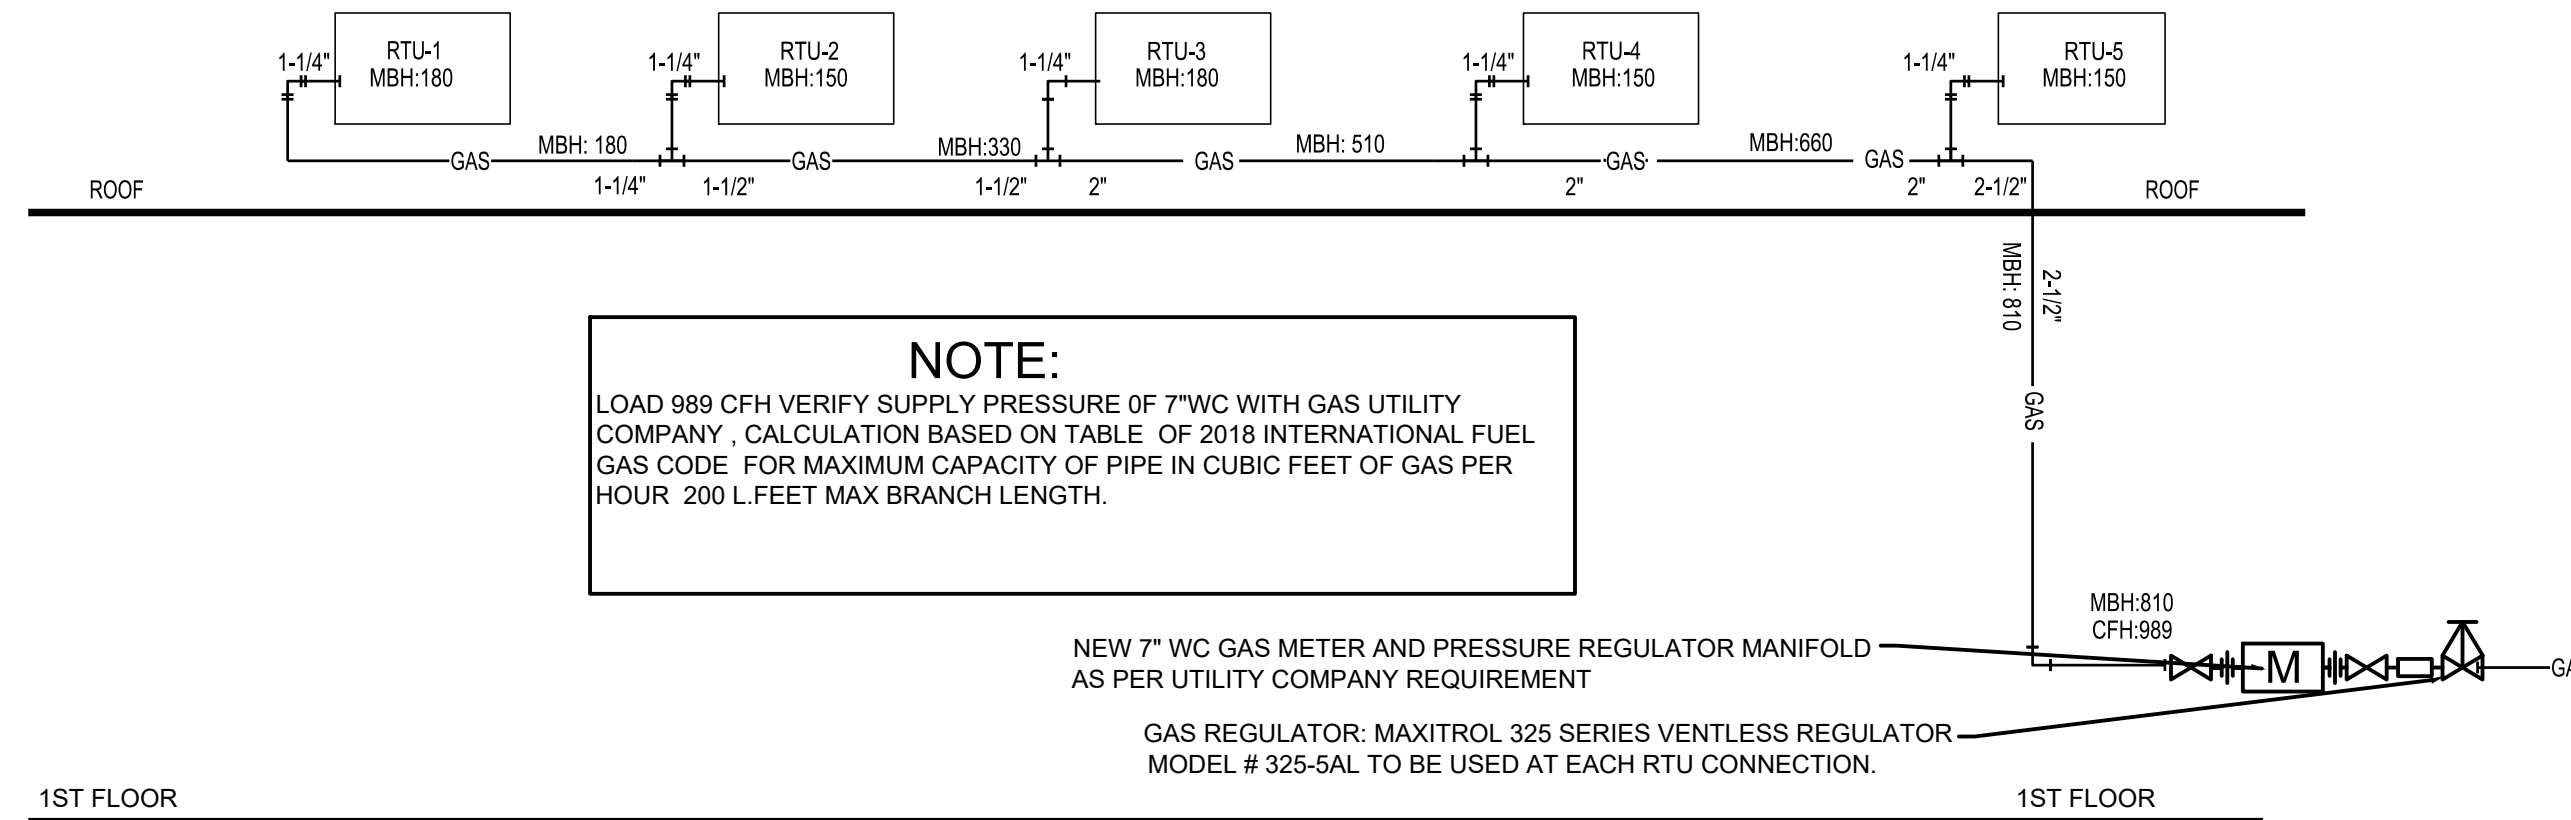 RTU-1
MBH:180
RTU-2
MBH:150
RTU-3
MBH:180
RTU-4
MBH:150
RTU-5
MBH:150
1-1/4"
1-1/4"
1-1/4"
1-1/4"
1-1/4"
GAS
MBH: 180
GAS
MBH:330
GAS
MBH: 510
GAS
MBH:660
GAS
ROOF
1-1/4"
1-1/2"
1-1/2"
2"
2"
2"
2-1/2"
ROOF
MBH: 810
2-1/2"
GAS
NOTE:
LOAD 989 CFH VERIFY SUPPLY PRESSURE 0F 7"WC WITH GAS UTILITY
COMPANY , CALCULATION BASED ON TABLE OF 2018 INTERNATIONAL FUEL
GAS CODE FOR MAXIMUM CAPACITY OF PIPE IN CUBIC FEET OF GAS PER
HOUR 200 L.FEET MAX BRANCH LENGTH.
MBH:810
CFH:989
NEW 7" WC GAS METER AND PRESSURE REGULATOR MANIFOLD
AS PER UTILITY COMPANY REQUIREMENT
M
GA
GAS REGULATOR: MAXITROL 325 SERIES VENTLESS REGULATOR
MODEL # 325-5AL TO BE USED AT EACH RTU CONNECTION.
1ST FLOOR
1ST FLOOR